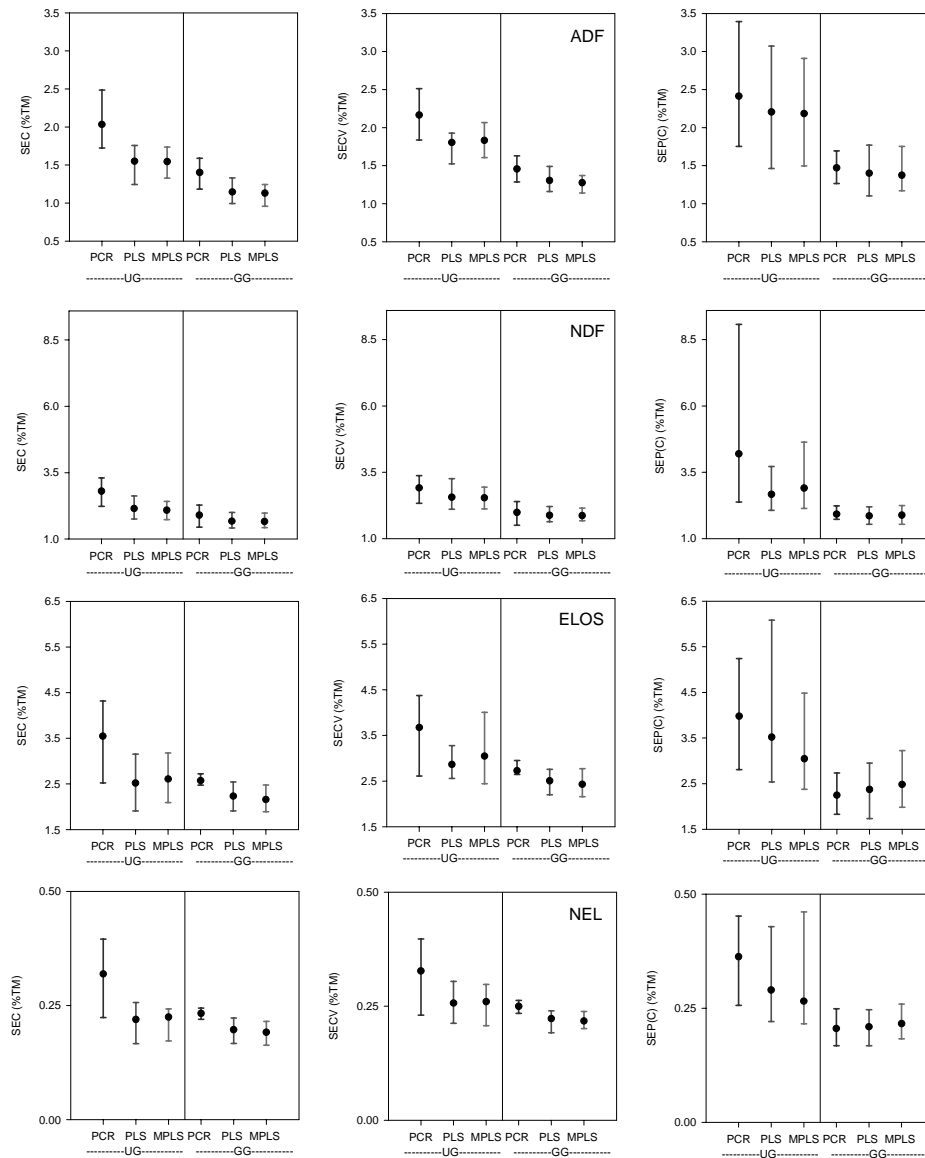 3.5
3.0
2.5
2.0
1.5
1.0
0.5
SEC (%TM)
PCR PLS MPLS PCR PLS MPLS
---------UG------------------GG---------
3.5
3.0
2.5
2.0
1.5
1.0
0.5
SECV (%TM)
ADF
PCR PLS MPLS PCR PLS MPLS
---------UG------------------GG---------
3.5
3.0
2.5
2.0
1.5
1.0
0.5
SEP(C) (%TM)
PCR PLS MPLS PCR PLS MPLS
---------UG------------------GG---------
8.5
6.0
3.5
1.0
SEC (%TM)
PCR PLS MPLS PCR PLS MPLS
---------UG------------------GG---------
8.5
6.0
3.5
1.0
SECV (%TM)
NDF
PCR PLS MPLS PCR PLS MPLS
---------UG------------------GG---------
8.5
6.0
3.5
1.0
SEP(C) (%TM)
PCR PLS MPLS PCR PLS MPLS
---------UG------------------GG---------
6.5
5.5
4.5
3.5
2.5
1.5
SEC (%TM)
PCR PLS MPLS PCR PLS MPLS
---------UG------------------GG---------
6.5
5.5
4.5
3.5
2.5
1.5
SECV (%TM)
ELOS
PCR PLS MPLS PCR PLS MPLS
---------UG------------------GG---------
6.5
5.5
4.5
3.5
2.5
1.5
SEP(C) (%TM)
PCR PLS MPLS PCR PLS MPLS
---------UG------------------GG---------
0.50
0.25
0.00
SEC (%TM)
PCR PLS MPLS PCR PLS MPLS
---------UG------------------GG---------
0.50
0.25
0.00
SECV (%TM)
NEL
PCR PLS MPLS PCR PLS MPLS
---------UG------------------GG---------
0.50
0.25
0.00
SEP(C) (%TM)
PCR PLS MPLS PCR PLS MPLS
---------UG------------------GG---------